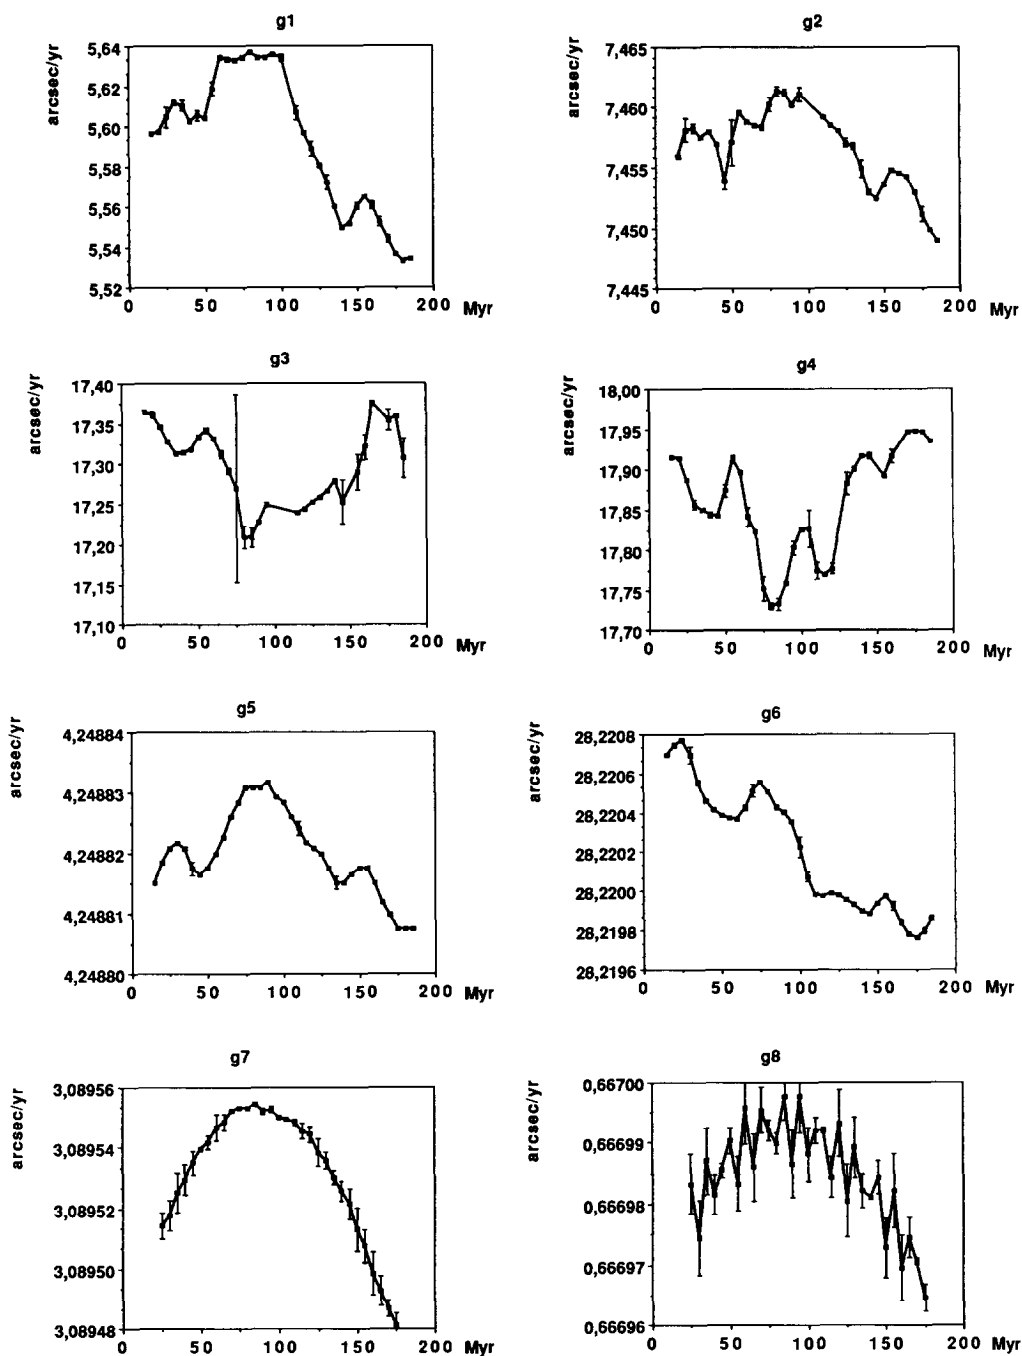 g1
arcsec/yr
5,64
5,62
5,60
5,58
5,56
5,54
5,52
0 50 100 150 200 Myr
g2
arcsec/yr
7,465
7,460
7,455
7,450
7,445
0 50 100 150 200 Myr
g3
arcsec/yr
17,40
17,35
17,30
17,25
17,20
17,15
17,10
0 50 100 150 200 Myr
g4
arcsec/yr
18,00
17,95
17,90
17,85
17,80
17,75
17,70
0 50 100 150 200 Myr
g5
arcsec/yr
4,24884
4,24883
4,24882
4,24881
4,24880
0 50 100 150 200 Myr
g6
arcsec/yr
28,2208
28,2206
28,2204
28,2202
28,2200
28,2198
28,2196
0 50 100 150 200 Myr
g7
arcsec/yr
3,08956
3,08954
3,08952
3,08950
3,08948
0 50 100 150 200 Myr
g8
arcsec/yr
0,66700
0,66699
0,66698
0,66697
0,66696
0 50 100 150 200 Myr